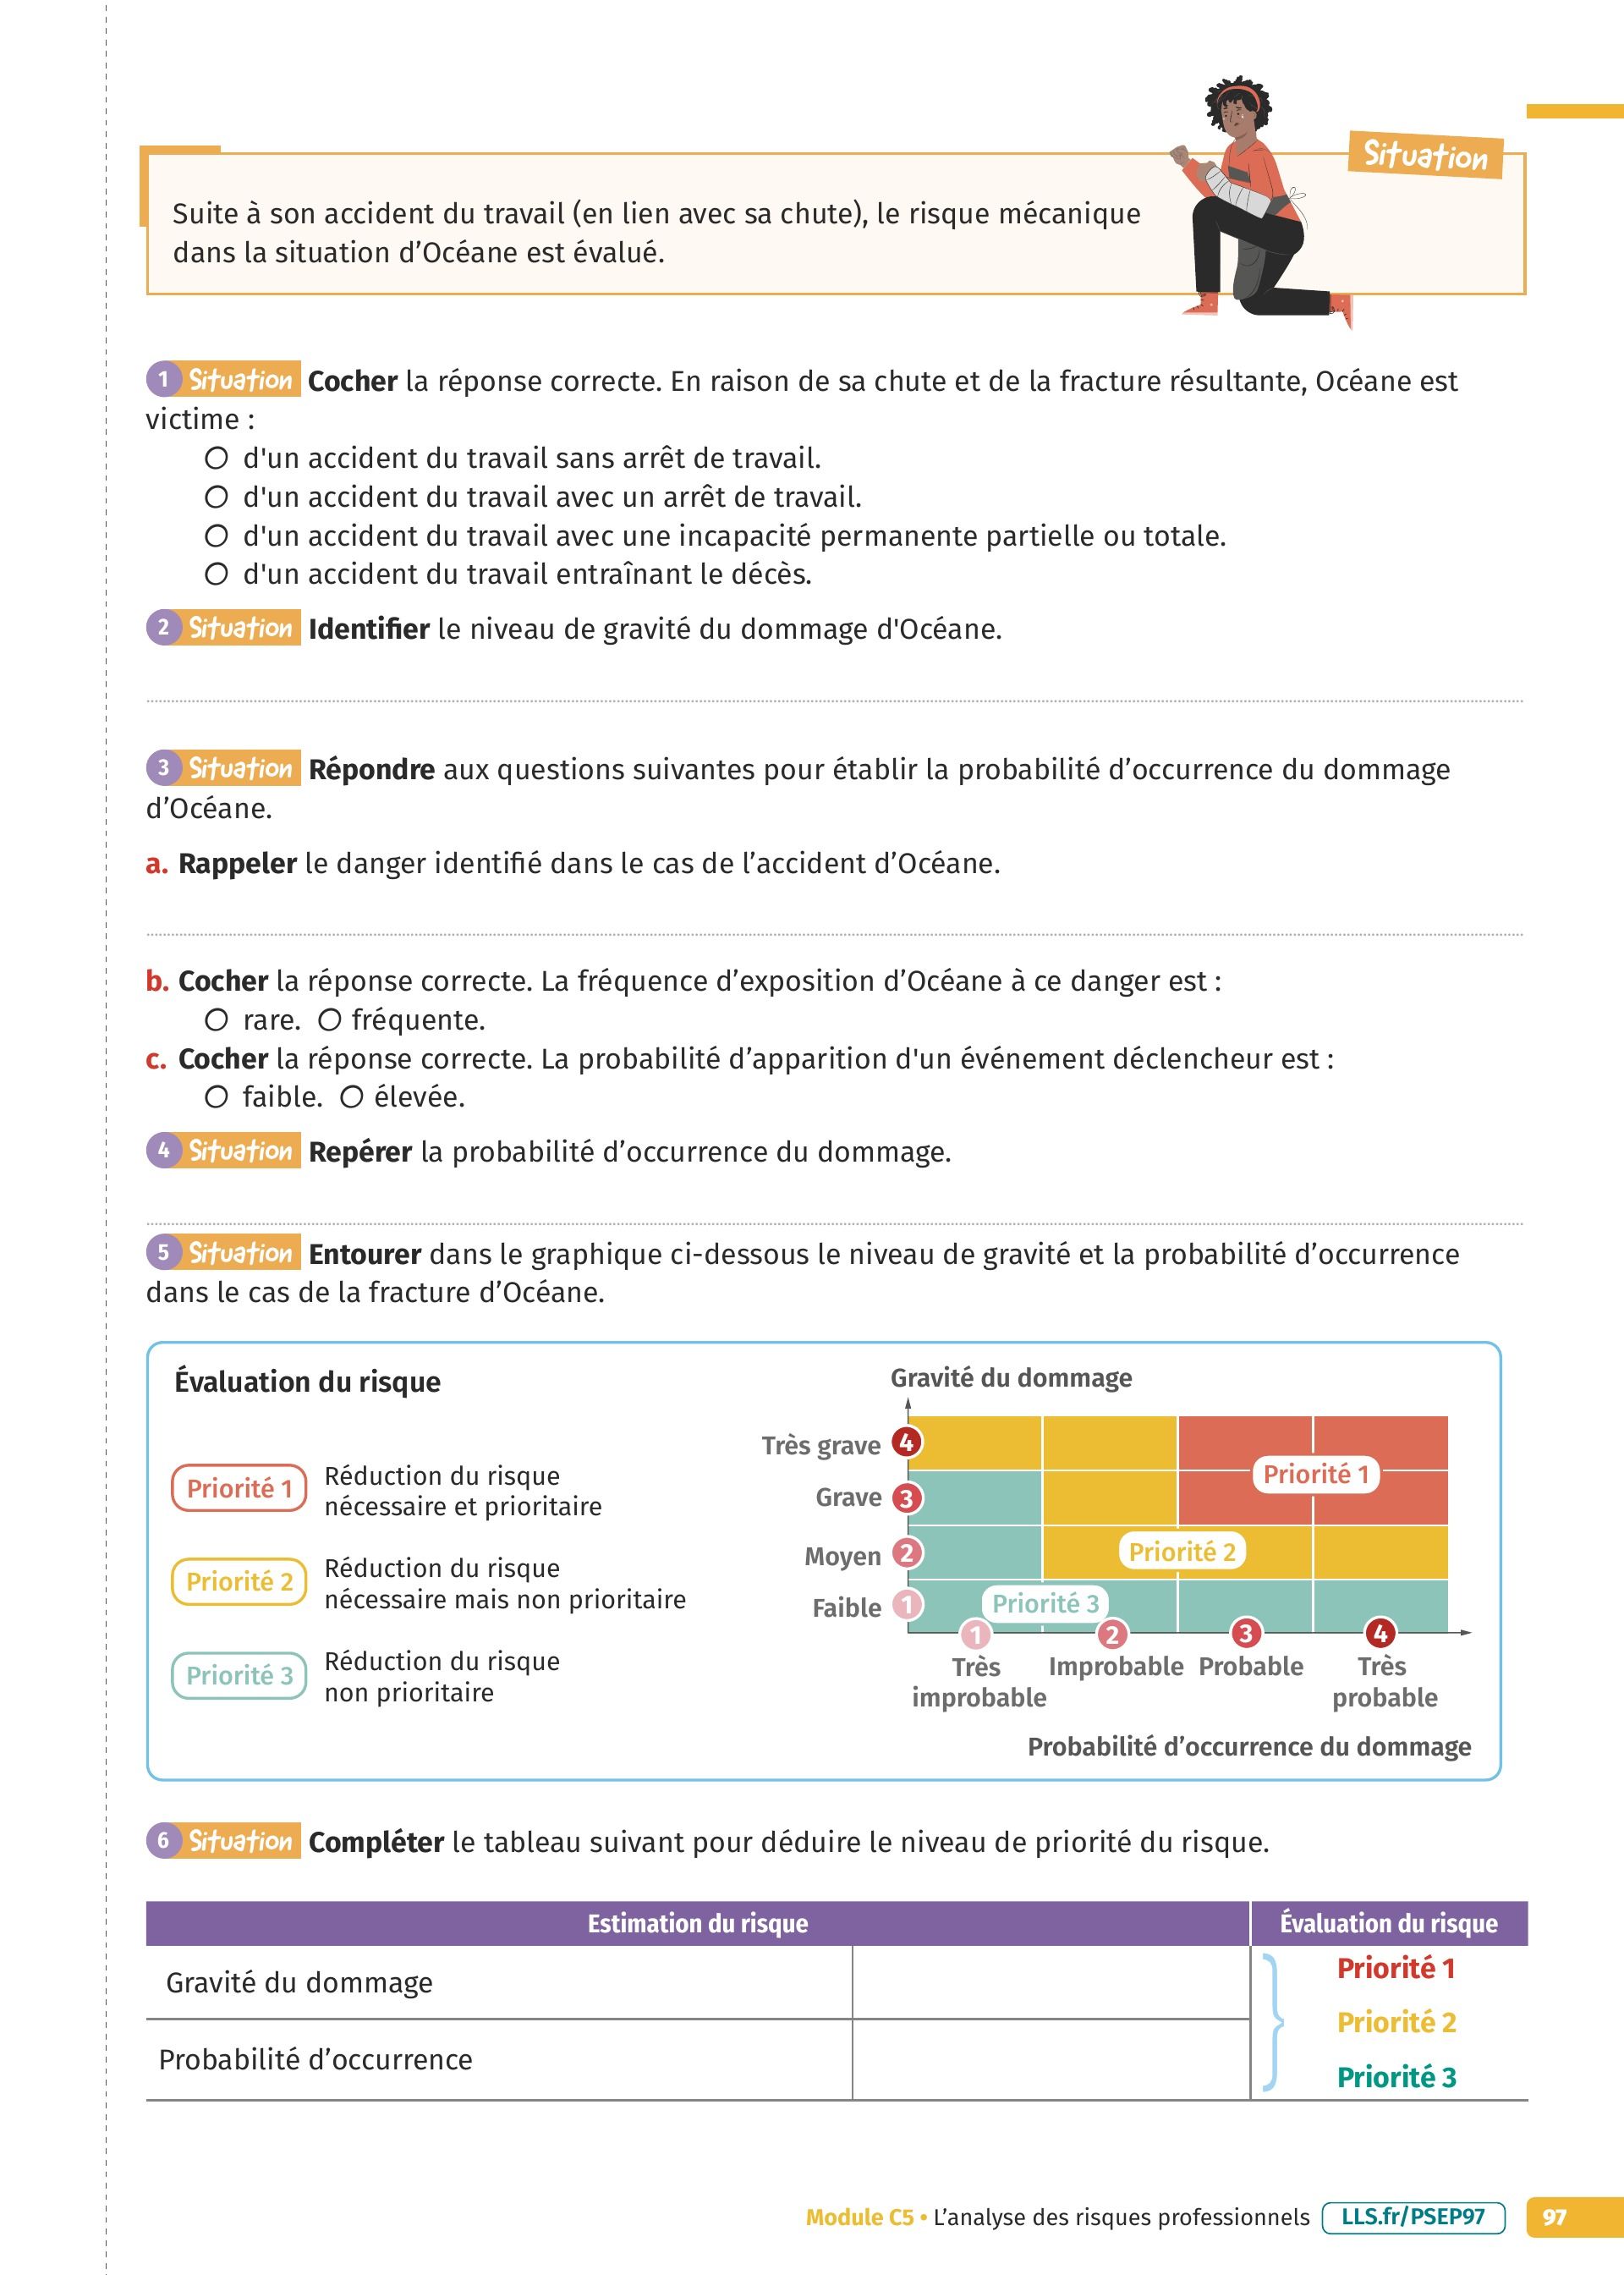 Situation
Suite à son accident du travail (en lien avec sa chute), le risque mécanique
dans la situation d’Océane est évalué.
1 Situation Cocher la réponse correcte. En raison de sa chute et de la fracture résultante, Océane est
victime :
d'un accident du travail sans arrêt de travail.
d'un accident du travail avec un arrêt de travail.
d'un accident du travail avec une incapacité permanente partielle ou totale.
d'un accident du travail entraînant le décès.
2 Situation Identifier le niveau de gravité du dommage d'Océane.
3 Situation Répondre aux questions suivantes pour établir la probabilité d’occurrence du dommage
d’Océane.
a. Rappeler le danger identifié dans le cas de l’accident d’Océane.
b. Cocher la réponse correcte. La fréquence d’exposition d’Océane à ce danger est :
rare. fréquente.
c. Cocher la réponse correcte. La probabilité d’apparition d'un événement déclencheur est :
faible. élevée.
4 Situation Repérer la probabilité d’occurrence du dommage.
5 Situation Entourer dans le graphique ci-dessous le niveau de gravité et la probabilité d’occurrence
dans le cas de la fracture d’Océane.
Évaluation du risque
Priorité 1 Réduction du risque
nécessaire et prioritaire
Priorité 2 Réduction du risque
nécessaire mais non prioritaire
Priorité 3 Réduction du risque
non prioritaire
Gravité du dommage
Très grave 4
Priorité 1
Grave 3
Moyen 2 Priorité 2
Faible 1 Priorité 3
1 2 3 4
Très Improbable Probable Très
improbable probable
Probabilité d’occurrence du dommage
6 Situation Compléter le tableau suivant pour déduire le niveau de priorité du risque.
Estimation du risque Évaluation du risque
Gravité du dommage
Probabilité d’occurrence
Priorité 1
Priorité 2
Priorité 3
Module C5 • L’analyse des risques professionnels LLS.fr/PSEP97 97